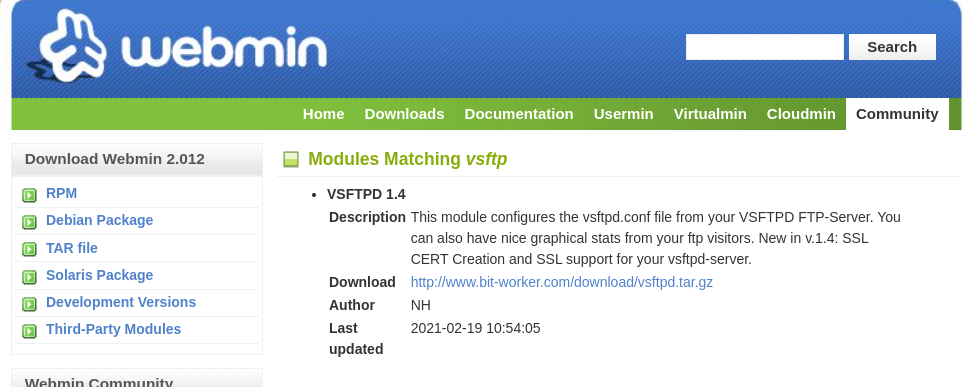 webmin
Search
Home Downloads Documentation Usermin Virtualmin Cloudmin Community
Download Webmin 2.012
RPM
Debian Package
TAR file
Solaris Package
Development Versions
Third-Party Modules
Webmin Community
Modules Matching vsftp
VSFTPD 1.4
Description This module configures the vsftpd.conf file from your VSFTPD FTP-Server. You
can also have nice graphical stats from your ftp visitors. New in v.1.4: SSL
CERT Creation and SSL support for your vsftpd-server.
Download http://www.bit-worker.com/download/vsftpd.tar.gz
Author NH
Last 2021-02-19 10:54:05
updated